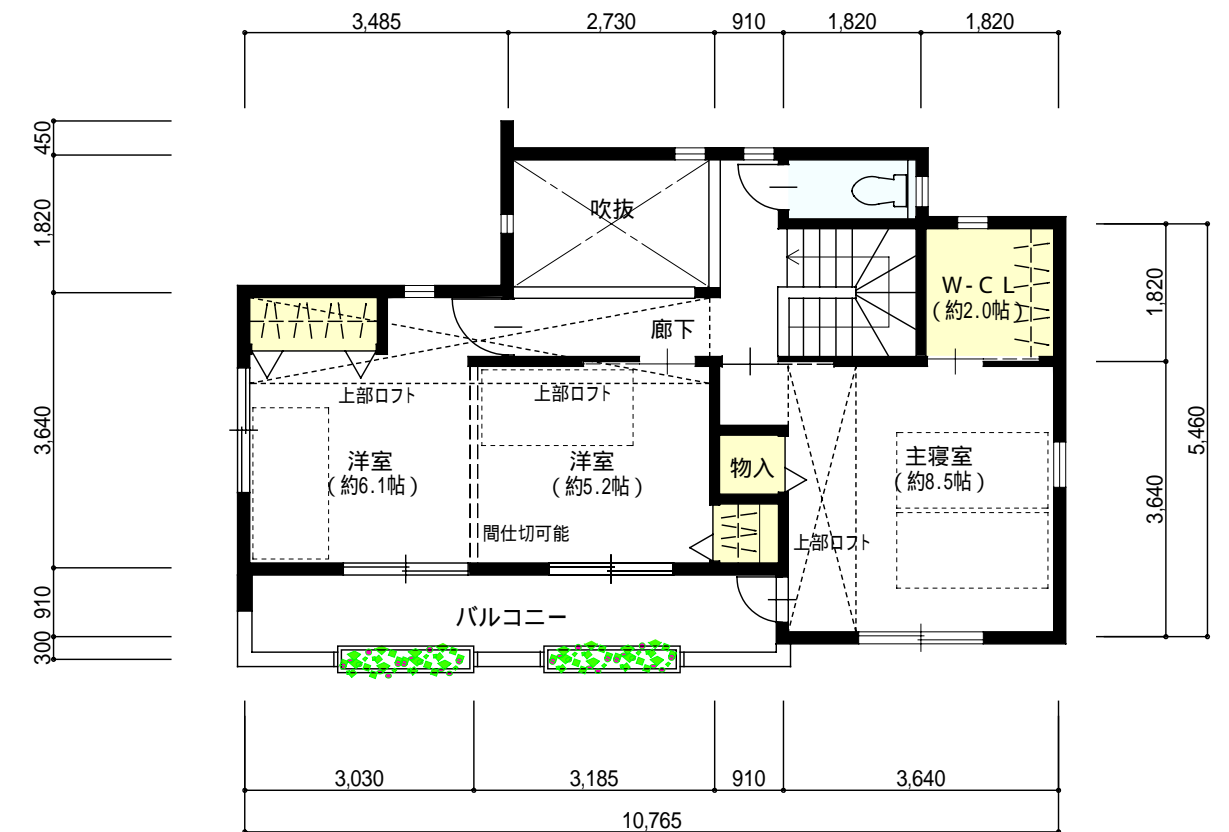 3,485
2,730
910
1,820
1,820
450
1,820
3,640
910
300
吹抜
廊下
W-CL
(約2.0帖)
上部ロフト
上部ロフト
洋室
(約6.1帖)
洋室
(約5.2帖)
間仕切可能
物入
主寝室
(約8.5帖)
上部ロフト
バルコニー
1,820
3,640
5,460
3,030
3,185
910
3,640
10,765